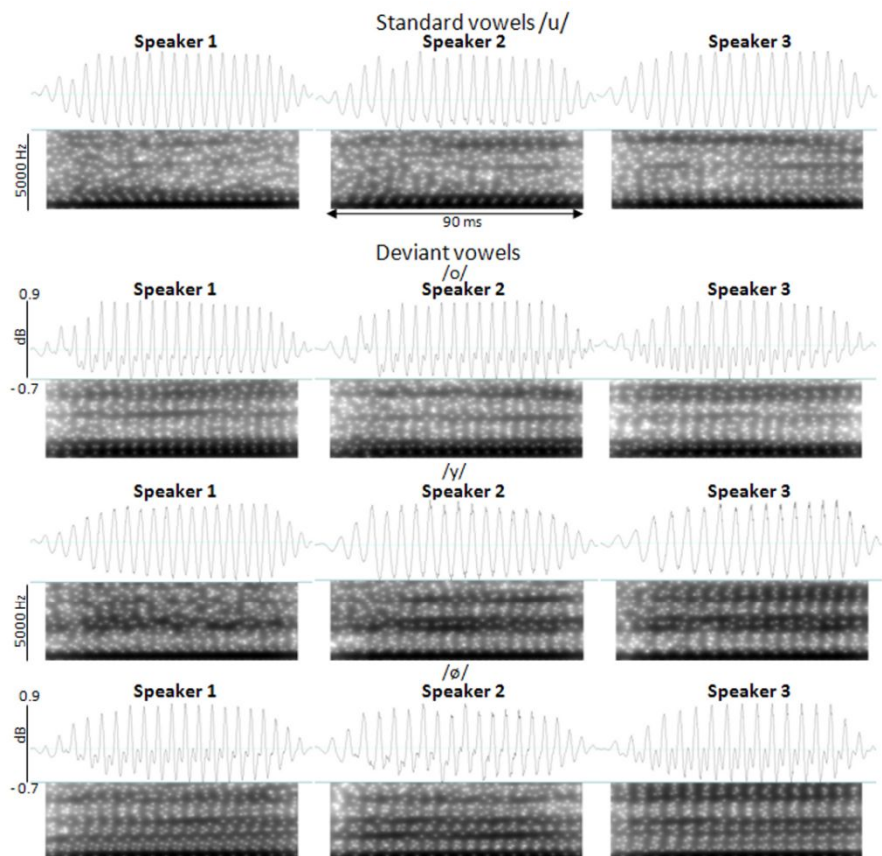 Standard vowels /u/
Speaker 1 Speaker 2 Speaker 3
5000 Hz
90 ms
Deviant vowels
/o/
Speaker 1 Speaker 2 Speaker 3
0.9
dB
-0.7
/y/
Speaker 1 Speaker 2 Speaker 3
5000 Hz
/ø/
Speaker 1 Speaker 2 Speaker 3
0.9
dB
-0.7